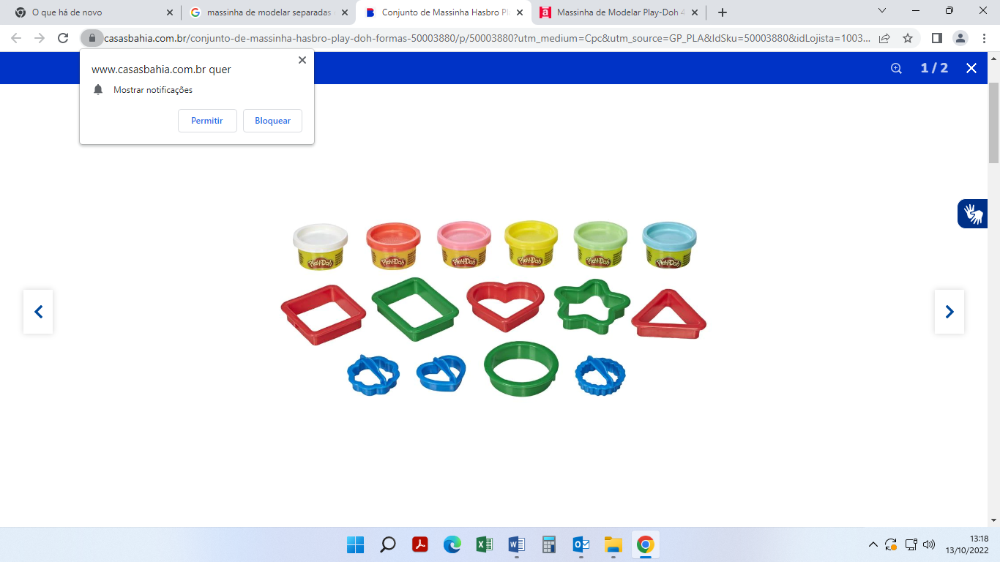 O que há de novo
massinha de modelar separadas
Conjunto de Massinha Hasbro Pl
Massinha de Modelar Play-Doh 4
casasbahia.com.br/conjunto-de-massinha-hasbro-play-doh-formas-50003880/p/50003880?utm_medium=Cpc&utm_source=GP_PLA&IdSku=50003880&idLojista=1003...
www.casasbahia.com.br quer
Mostrar notificações
Permitir Bloquear
1 / 2
Play-Doh Play-Doh Play-Doh Play-Doh Play-Doh Play-Doh
13:18
13/10/2022